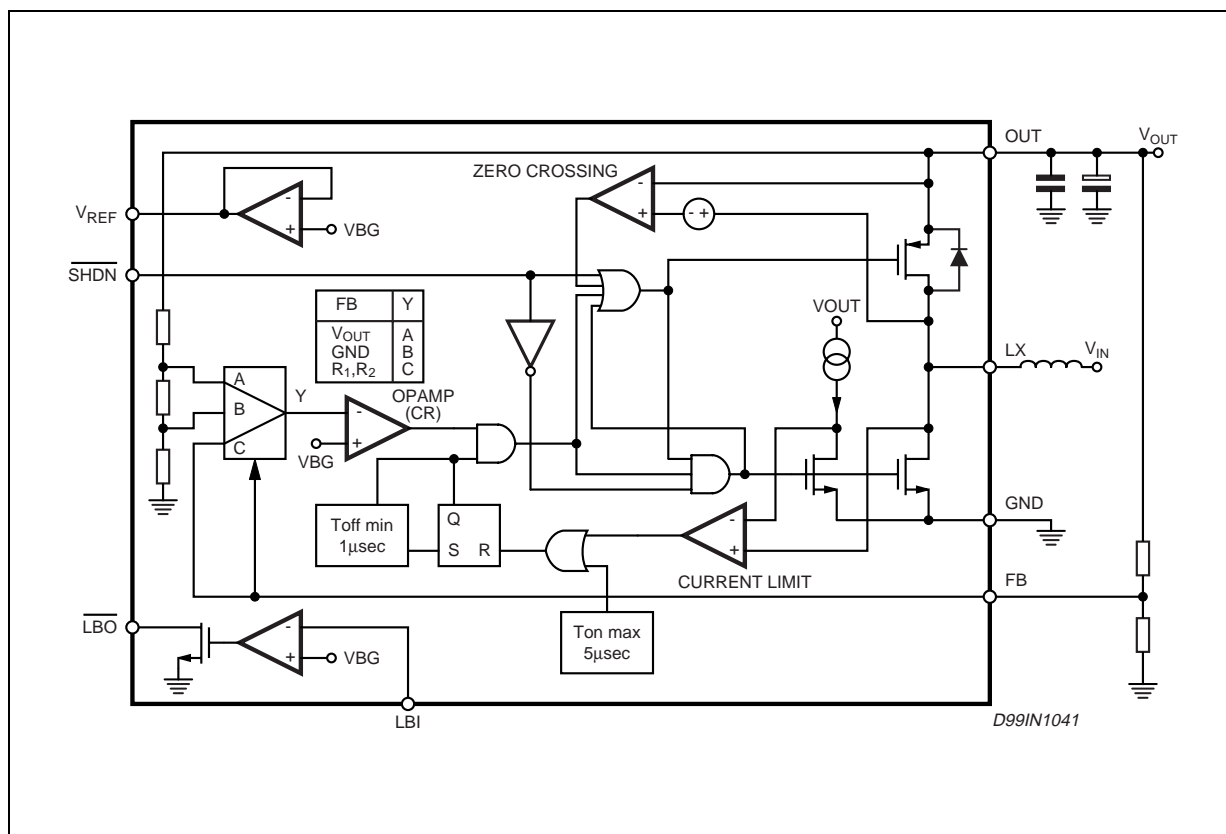 OUT
VOUT
ZERO CROSSING
-
+
- +
-
+
VREF
VBG
SHDN
FB Y
VOUT A
GND B
R1,R2 C
VOUT
LX
VIN
A
B
C
Y
OPAMP
(CR)
-
+
VBG
GND
Toff min
1µsec
Q
S R
-
+
CURRENT LIMIT
FB
Ton max
5µsec
LBO
-
+
VBG
LBI
D99IN1041